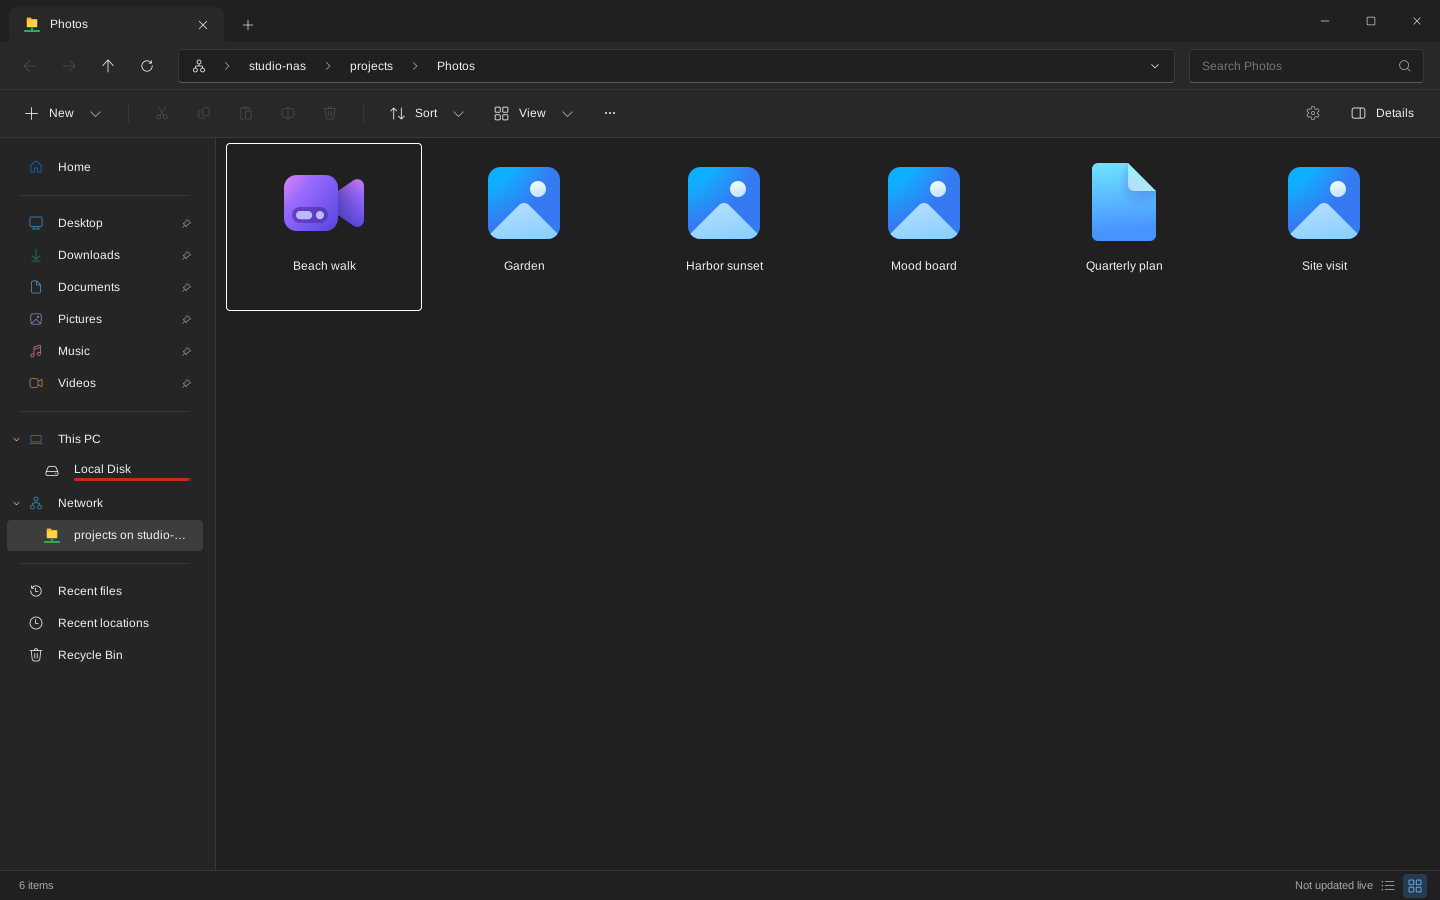 Photos
studio-nas
projects
Photos
Search Photos
New
Sort
View
Details
Home
Desktop
Downloads
Documents
Pictures
Music
Videos
This PC
Local Disk
Network
projects on studio-...
Recent files
Recent locations
Recycle Bin
Beach walk
Garden
Harbor sunset
Mood board
Quarterly plan
Site visit
6 items
Not updated live